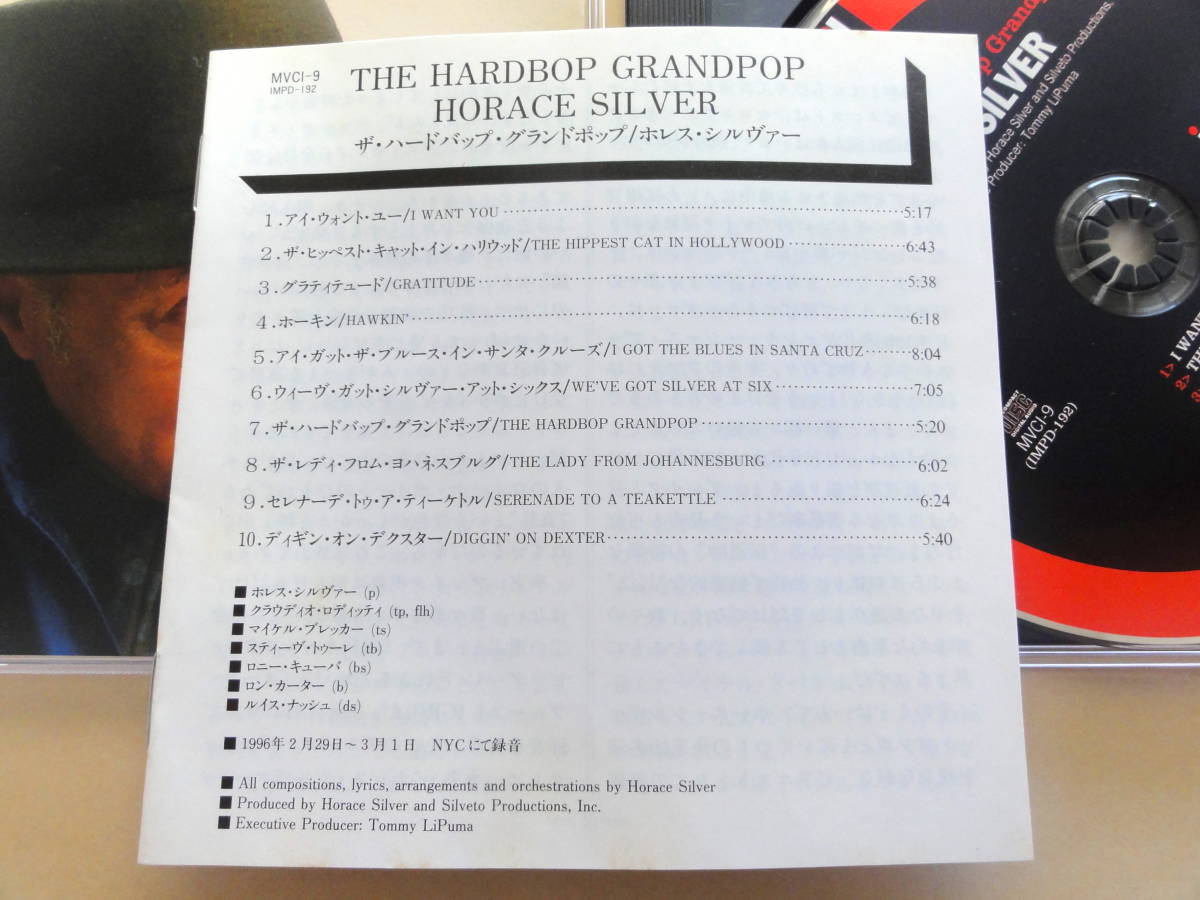 MVCI-9
IMPD-192
THE HARDBOP GRANDPOP
HORACE SILVER
ザ・ハードバップ・グランドポップ/ホレス・シルヴァー
1. アイ・ウォント・ユー/I WANT YOU 5:17
2. ザ・ヒッペスト・キャット・イン・ハリウッド/THE HIPPEST CAT IN HOLLYWOOD 6:43
3. グラティテュード/GRATITUDE 5:38
4. ホーキン/HAWKIN' 6:18
5. アイ・ガット・ザ・ブルース・イン・サンタ・クルーズ/I GOT THE BLUES IN SANTA CRUZ 8:04
6. ウィーヴ・ガット・シルヴァー・アット・シックス/WE'VE GOT SILVER AT SIX 7:05
7. ザ・ハードバップ・グランドポップ/THE HARDBOP GRANDPOP 5:20
8. ザ・レディ・フロム・ヨハネスブルグ/THE LADY FROM JOHANNESBURG 6:02
9. セレナーデ・トゥ・ア・ティーケトル/SERENADE TO A TEAKETTLE 6:24
10. ディギン・オン・デクスター/DIGGIN' ON DEXTER 5:40
■ ホレス・シルヴァー (p)
■ クラウディオ・ロディッティ (tp, flh)
■ マイケル・ブレッカー (ts)
■ スティーヴ・トゥーレ (tb)
■ ロニー・キューバ (bs)
■ ロン・カーター (b)
■ ルイス・ナッシュ (ds)
■ 1996年2月29日～3月1日 NYCにて録音
■ All compositions, lyrics, arrangements and orchestrations by Horace Silver
■ Produced by Horace Silver and Silveto Productions, Inc.
■ Executive Producer: Tommy LiPuma
SILVER
Horace Silver and Silveto Productions.
Producer: Tommy LiPuma
1> I WANT
2> TH
3>
DISC
MVCI-9
(IMPD-192)